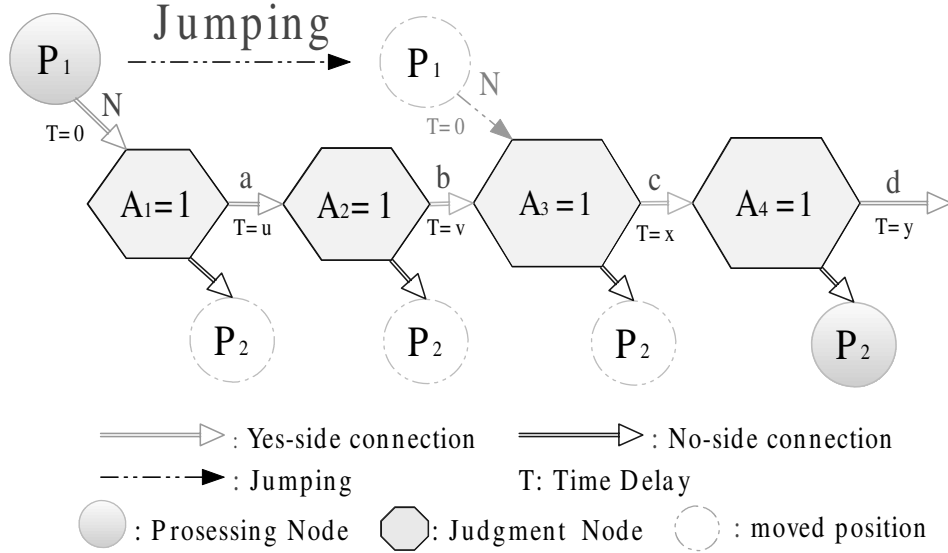 Jumping
P1
P1
N
N
T=0
T=0
a
b
c
d
A1=1
A2=1
A3=1
A4=1
T=u
T=v
T=x
T=y
P2
P2
P2
P2
: Yes-side connection
: No-side connection
: Jumping
T: Time Delay
: Prosessing Node
: Judgment Node
: moved position